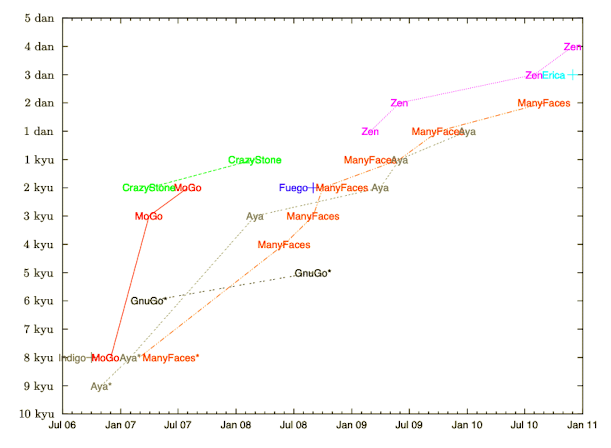 5 dan
4 dan Zen
3 dan Zen Erica
2 dan Zen ManyFaces
1 dan Zen ManyFaces Aya
1 kyu CrazyStone ManyFaces Aya
2 kyu CrazyStone MoGo Fuego ManyFaces Aya
3 kyu MoGo Aya ManyFaces
4 kyu ManyFaces
5 kyu GnuGo*
6 kyu GnuGo*
7 kyu
8 kyu Indigo MoGo Aya* ManyFaces*
9 kyu Aya*
10 kyu
Jul 06 Jan 07 Jul 07 Jan 08 Jul 08 Jan 09 Jul 09 Jan 10 Jul 10 Jan 11